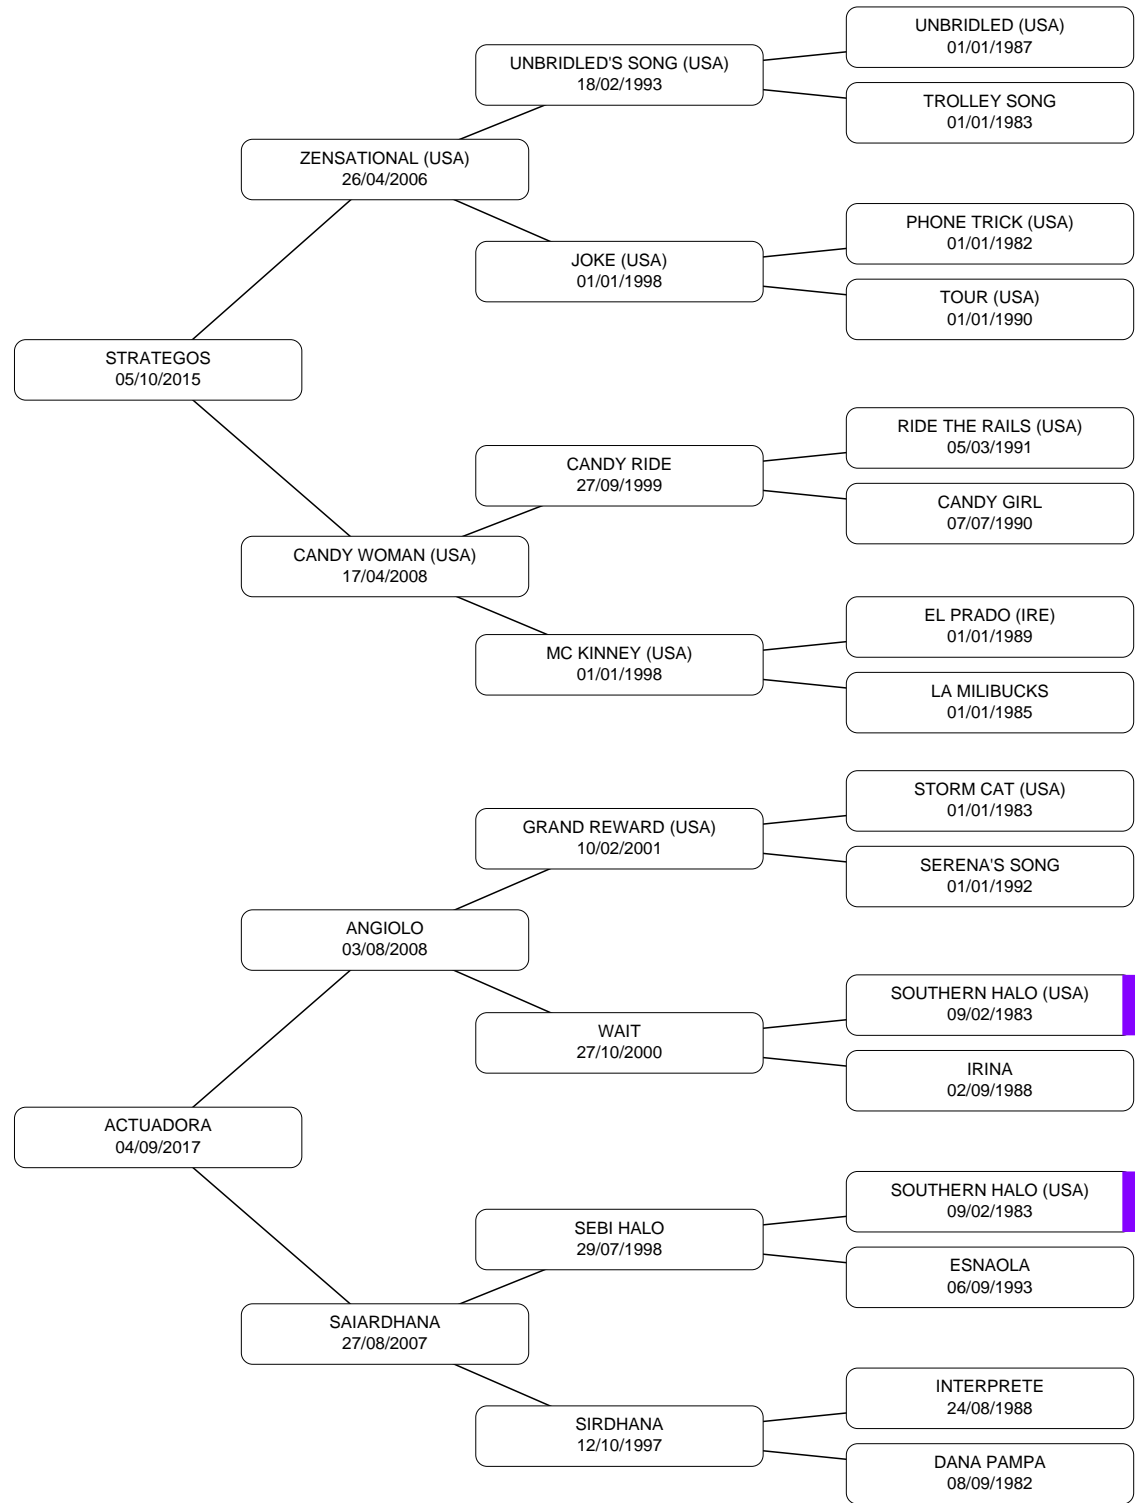 UNBRIDLED (USA)
01/01/1987
UNBRIDLED'S SONG (USA)
18/02/1993
TROLLEY SONG
01/01/1983
ZENSATIONAL (USA)
26/04/2006
PHONE TRICK (USA)
01/01/1982
JOKE (USA)
01/01/1998
TOUR (USA)
01/01/1990
STRATEGOS
05/10/2015
RIDE THE RAILS (USA)
05/03/1991
CANDY RIDE
27/09/1999
CANDY GIRL
07/07/1990
CANDY WOMAN (USA)
17/04/2008
EL PRADO (IRE)
01/01/1989
MC KINNEY (USA)
01/01/1998
LA MILIBUCKS
01/01/1985
STORM CAT (USA)
01/01/1983
GRAND REWARD (USA)
10/02/2001
SERENA'S SONG
01/01/1992
ANGIOLO
03/08/2008
SOUTHERN HALO (USA)
09/02/1983
WAIT
27/10/2000
IRINA
02/09/1988
ACTUADORA
04/09/2017
SOUTHERN HALO (USA)
09/02/1983
SEBI HALO
29/07/1998
ESNAOLA
06/09/1993
SAIARDHANA
27/08/2007
INTERPRETE
24/08/1988
SIRDHANA
12/10/1997
DANA PAMPA
08/09/1982